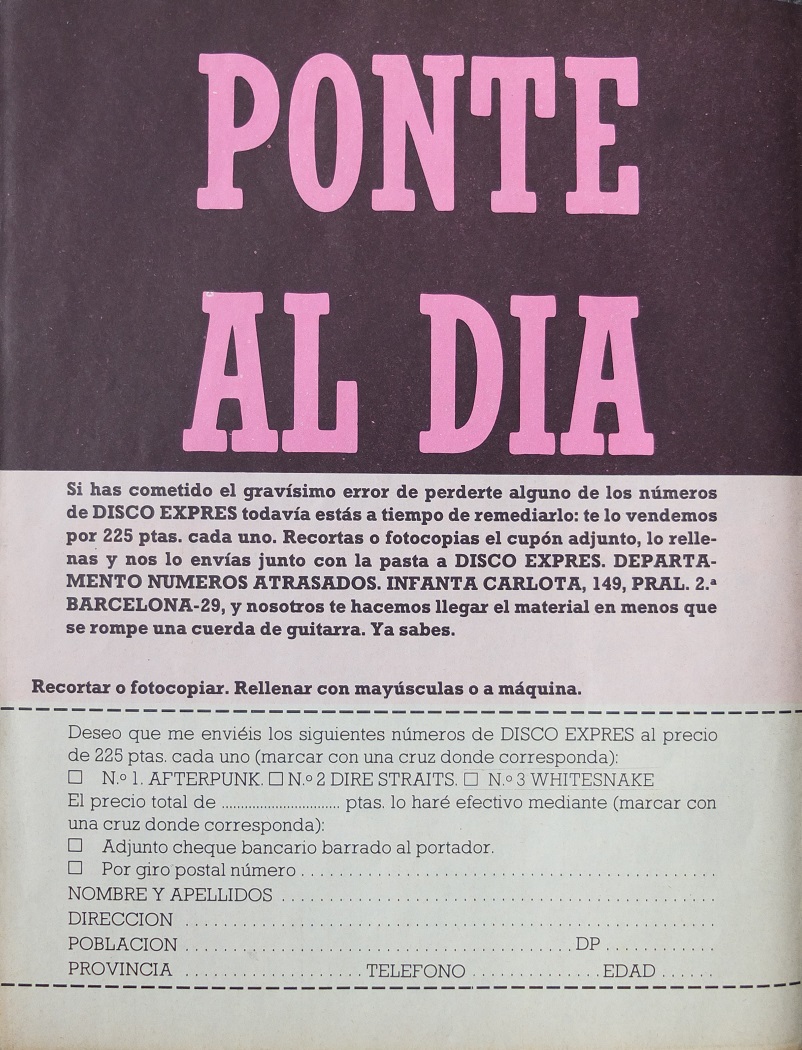 PONTE
AL DIA
Si has cometido el gravísimo error de perderte alguno de los números
de DISCO EXPRES todavía estás a tiempo de remediarlo: te lo vendemos
por 225 ptas. cada uno. Recortas o fotocopias el cupón adjunto, lo relle-
nas y nos lo envías junto con la pasta a DISCO EXPRES. DEPARTA-
MENTO NUMEROS ATRASADOS. INFANTA CARLOTA, 149, PRAL. 2.ª
BARCELONA-29, y nosotros te hacemos llegar el material en menos que
se rompe una cuerda de guitarra. Ya sabes.
Recortar o fotocopiar. Rellenar con mayúsculas o a máquina.
Deseo que me enviéis los siguientes números de DISCO EXPRES al precio
de 225 ptas. cada uno (marcar con una cruz donde corresponda):
☐ N.º 1. AFTERPUNK. ☐ N.º 2 DIRE STRAITS. ☐ N.º 3 WHITESNAKE
El precio total de .............................. ptas. lo haré efectivo mediante (marcar con
una cruz donde corresponda):
☐ Adjunto cheque bancario barrado al portador.
☐ Por giro postal número . . . . . . . . . . . . . . . . . . . . . . . . . . . . . . . . . . . . . . . .
NOMBRE Y APELLIDOS . . . . . . . . . . . . . . . . . . . . . . . . . . . . . . . . . . . . . . . . . .
DIRECCION . . . . . . . . . . . . . . . . . . . . . . . . . . . . . . . . . . . . . . . . . . . . . . . . . . .
POBLACION . . . . . . . . . . . . . . . . . . . . . . . . . . . . . . . . . . . . . . DP . . . . . . . . . . .
PROVINCIA . . . . . . . . . . . . . . . . . . TELEFONO . . . . . . . . . . . . . EDAD . . . . . .